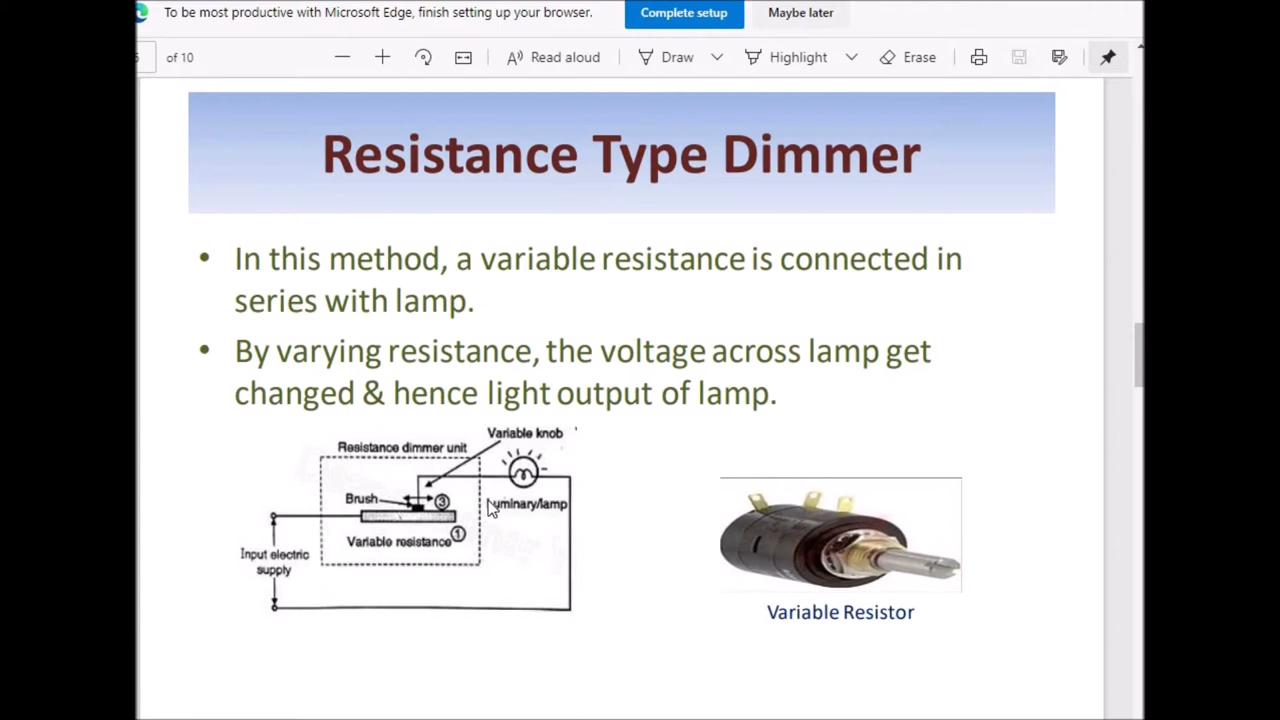 To be most productive with Microsoft Edge, finish setting up your browser. Complete setup Maybe later
of 10 Read aloud Draw Highlight Erase
Resistance Type Dimmer
• In this method, a variable resistance is connected in
series with lamp.
• By varying resistance, the voltage across lamp get
changed & hence light output of lamp.
Variable knob
Resistance dimmer unit
Brush
3
Luminary/lamp
Variable resistance
1
Input electric
supply
Variable Resistor